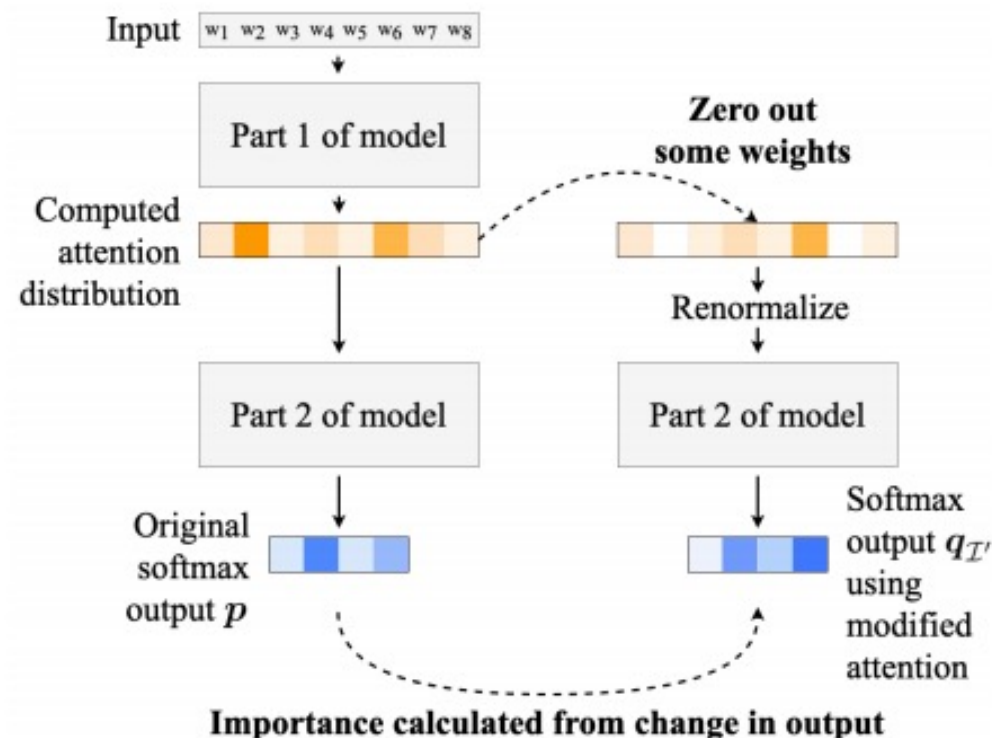 Input
w1 w2 w3 w4 w5 w6 w7 w8
Part 1 of model
Zero out
some weights
Computed
attention
distribution
Renormalize
Part 2 of model
Part 2 of model
Original
softmax
output p
Softmax
output qI′
using
modified
attention
Importance calculated from change in output